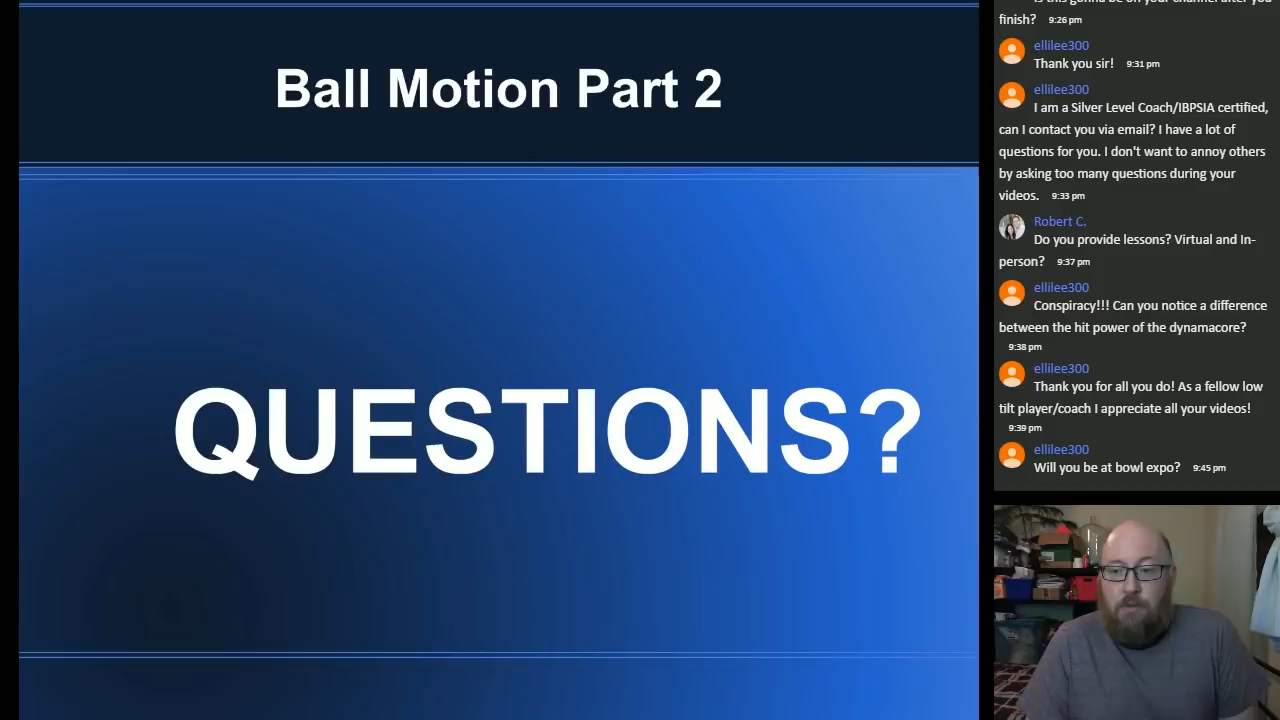 Ball Motion Part 2
QUESTIONS?
finish? 9:26 pm
ellilee300
Thank you sir! 9:31 pm
ellilee300
I am a Silver Level Coach/IBPSIA certified,
can I contact you via email? I have a lot of
questions for you. I don't want to annoy others
by asking too many questions during your
videos. 9:33 pm
Robert C.
Do you provide lessons? Virtual and In-
person? 9:37 pm
ellilee300
Conspiracy!!! Can you notice a difference
between the hit power of the dynamacore?
9:38 pm
ellilee300
Thank you for all you do! As a fellow low
tilt player/coach I appreciate all your videos!
9:39 pm
ellilee300
Will you be at bowl expo? 9:45 pm